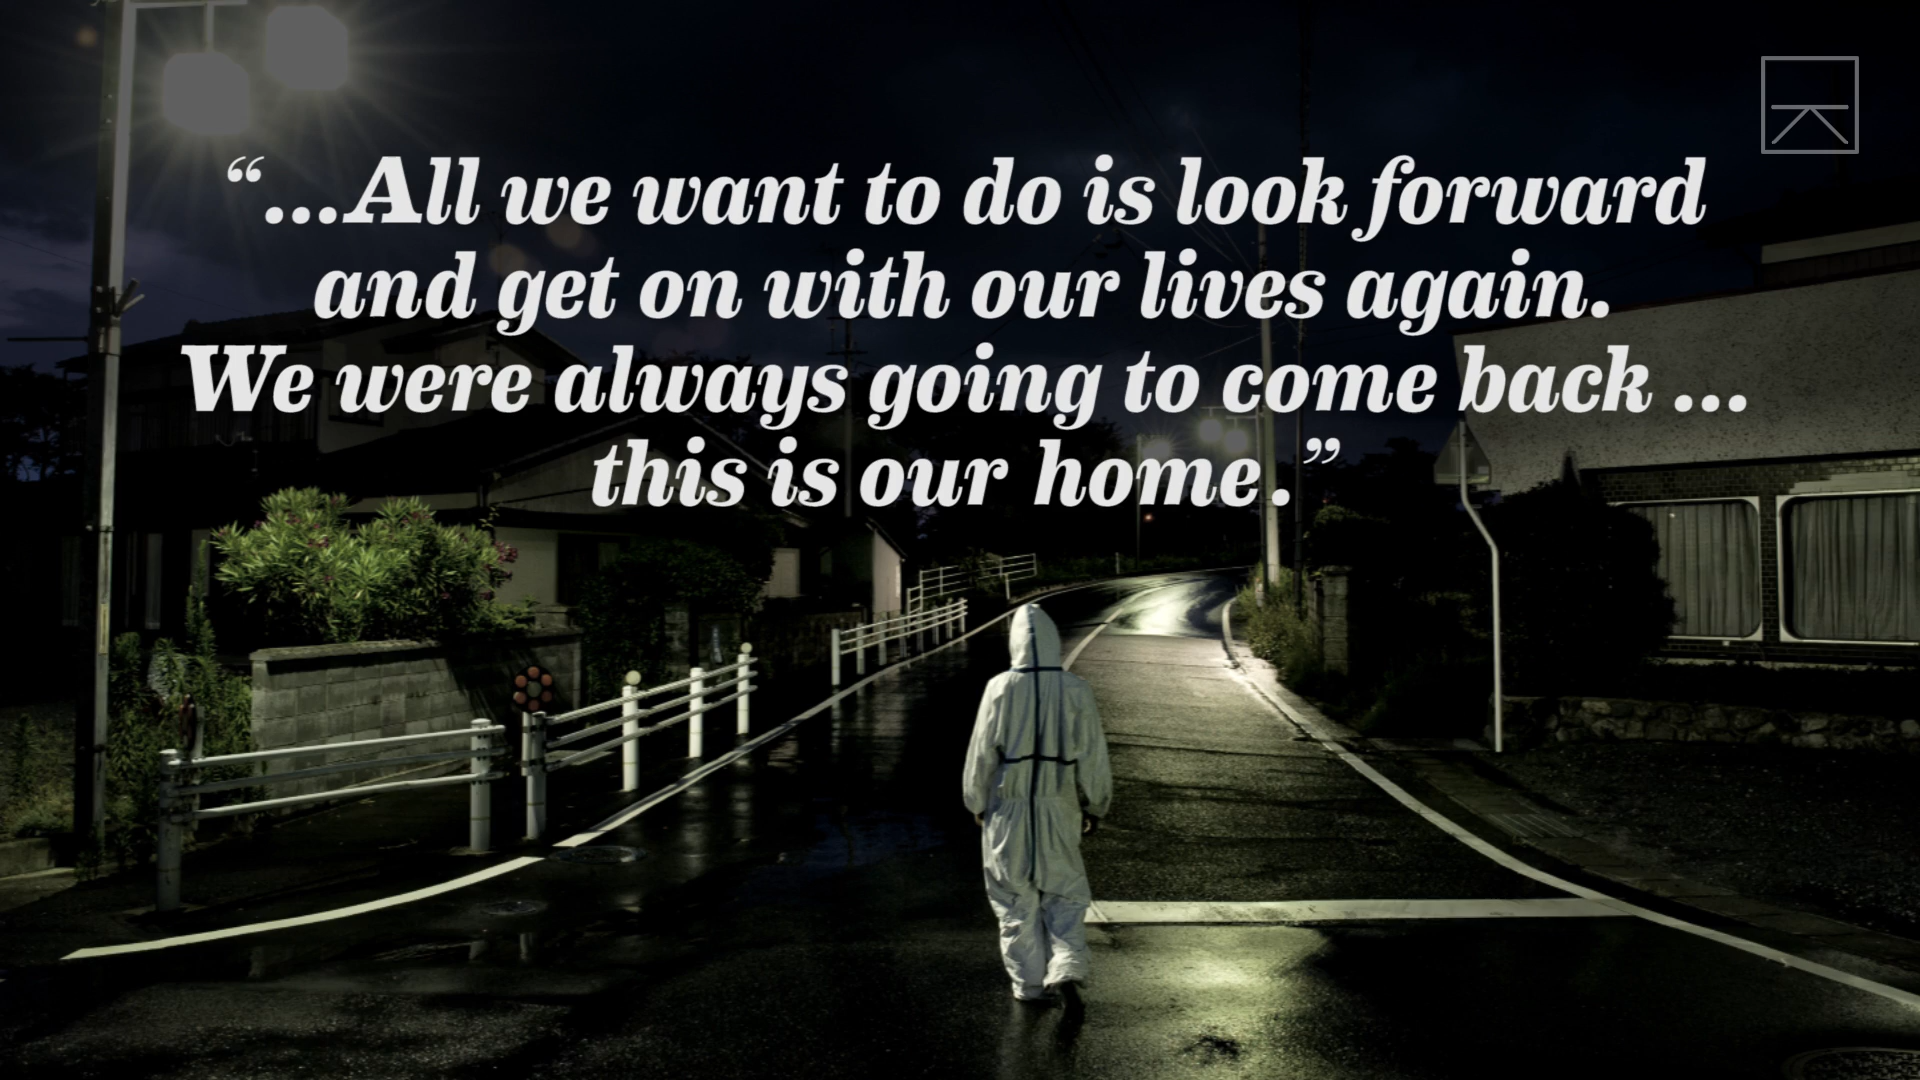 “...All we want to do is look forward
and get on with our lives again.
We were always going to come back ...
this is our home.”